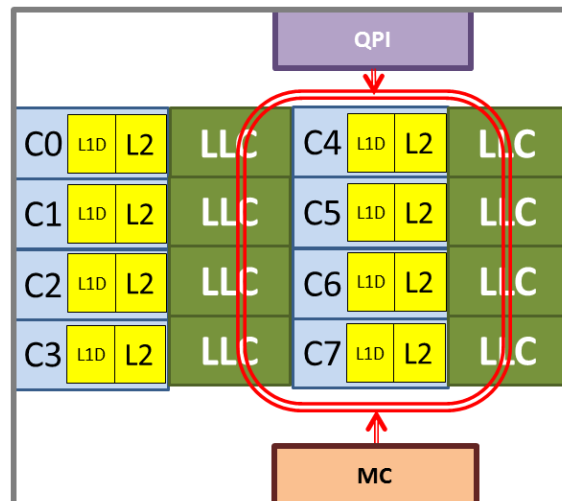 QPI
C0 L1D L2 LLC C4 L1D L2 LLC
C1 L1D L2 LLC C5 L1D L2 LLC
C2 L1D L2 LLC C6 L1D L2 LLC
C3 L1D L2 LLC C7 L1D L2 LLC
MC